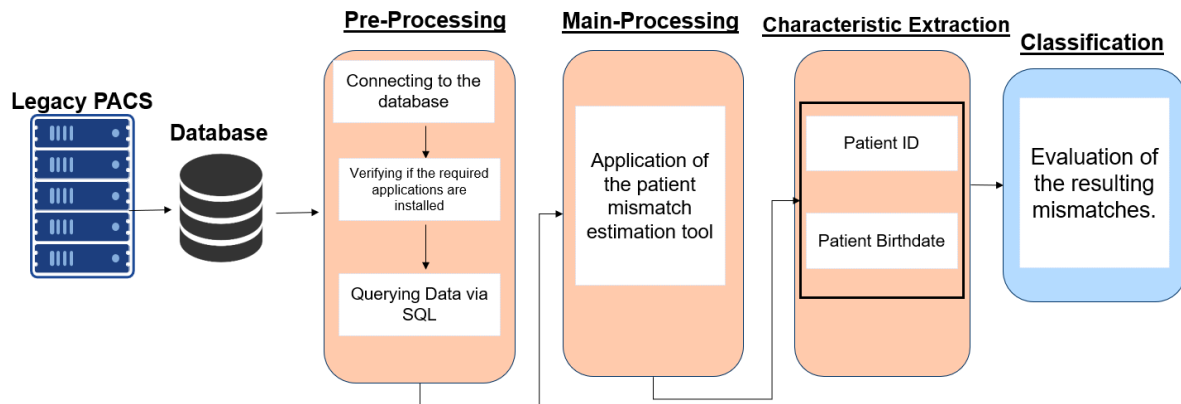 Legacy PACS
Database
Pre-Processing
Connecting to the
database
Verifying if the required
applications are
installed
Querying Data via
SQL
Main-Processing
Application of
the patient
mismatch
estimation tool
Characteristic Extraction
Patient ID
Patient Birthdate
Classification
Evaluation of
the resulting
mismatches.